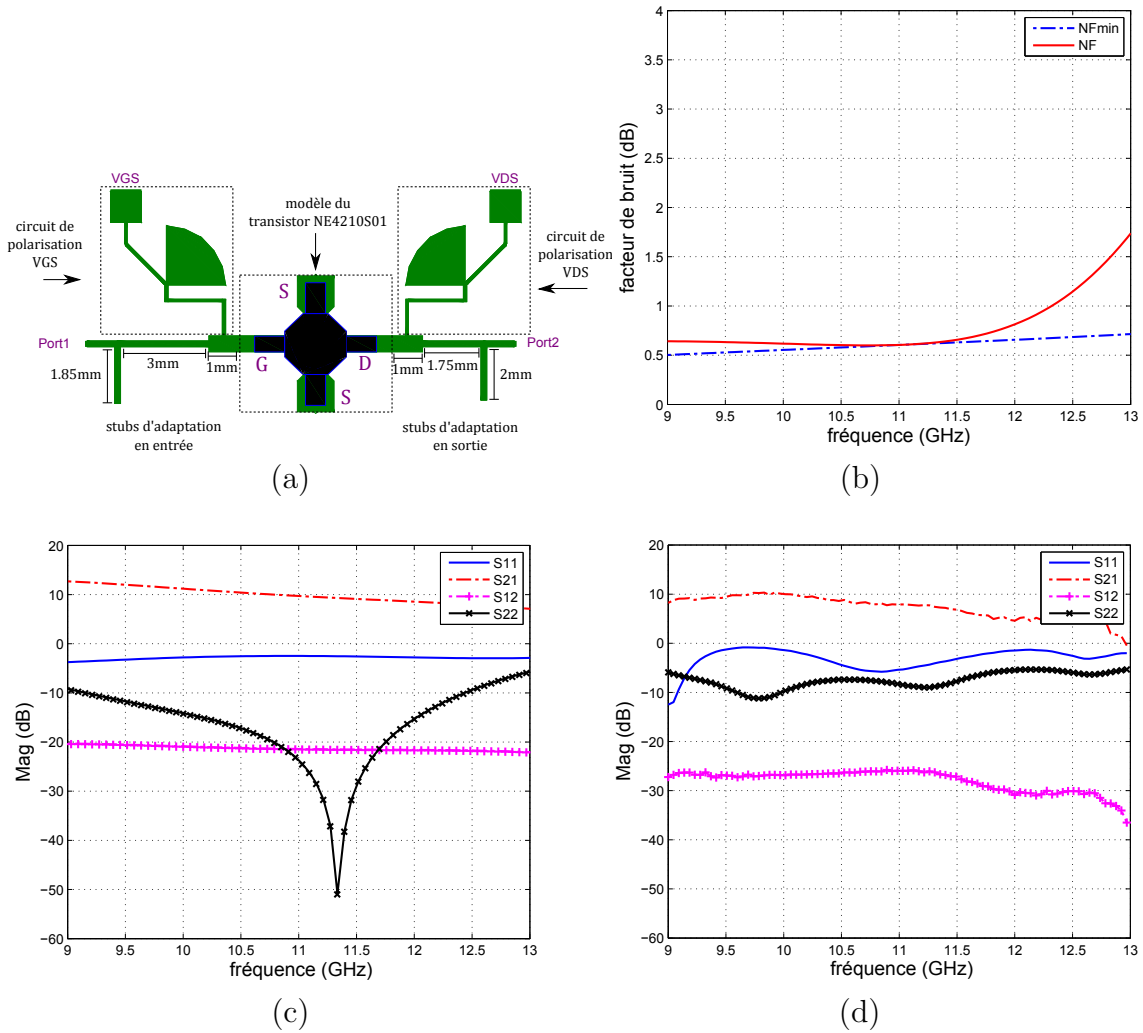 VGS
VDS
modèle du
transistor NE4210S01
circuit de
polarisation
VGS
circuit de
polarisation
VDS
S
Port1
Port2
G
D
3mm
1mm
1mm
1.75mm
1.85mm
2mm
S
stubs d'adaptation
en entrée
stubs d'adaptation
en sortie
(a)
4
3.5
3
2.5
2
1.5
1
0.5
0
facteur de bruit (dB)
NFmin
NF
9 9.5 10 10.5 11 11.5 12 12.5 13
fréquence (GHz)
(b)
20
10
0
−10
−20
−30
−40
−50
−60
Mag (dB)
S11
S21
S12
S22
9 9.5 10 10.5 11 11.5 12 12.5 13
fréquence (GHz)
(c)
20
10
0
−10
−20
−30
−40
−50
−60
Mag (dB)
S11
S21
S12
S22
9 9.5 10 10.5 11 11.5 12 12.5 13
fréquence (GHz)
(d)